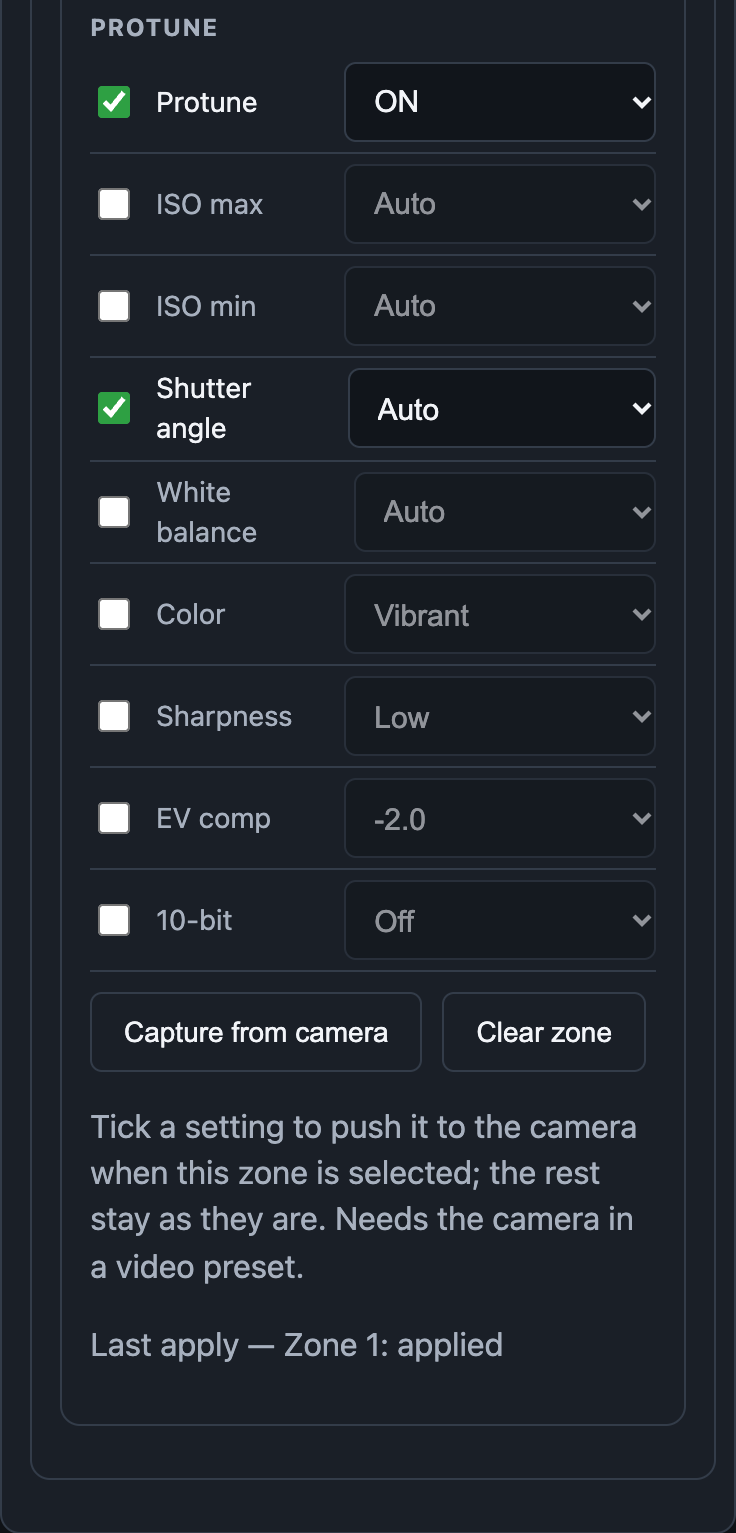 PROTUNE
Protune ON
ISO max Auto
ISO min Auto
Shutter
angle
Auto
White
balance
Auto
Color Vibrant
Sharpness Low
EV comp -2.0
10-bit Off
Capture from camera Clear zone
Tick a setting to push it to the camera
when this zone is selected; the rest
stay as they are. Needs the camera in
a video preset.
Last apply — Zone 1: applied